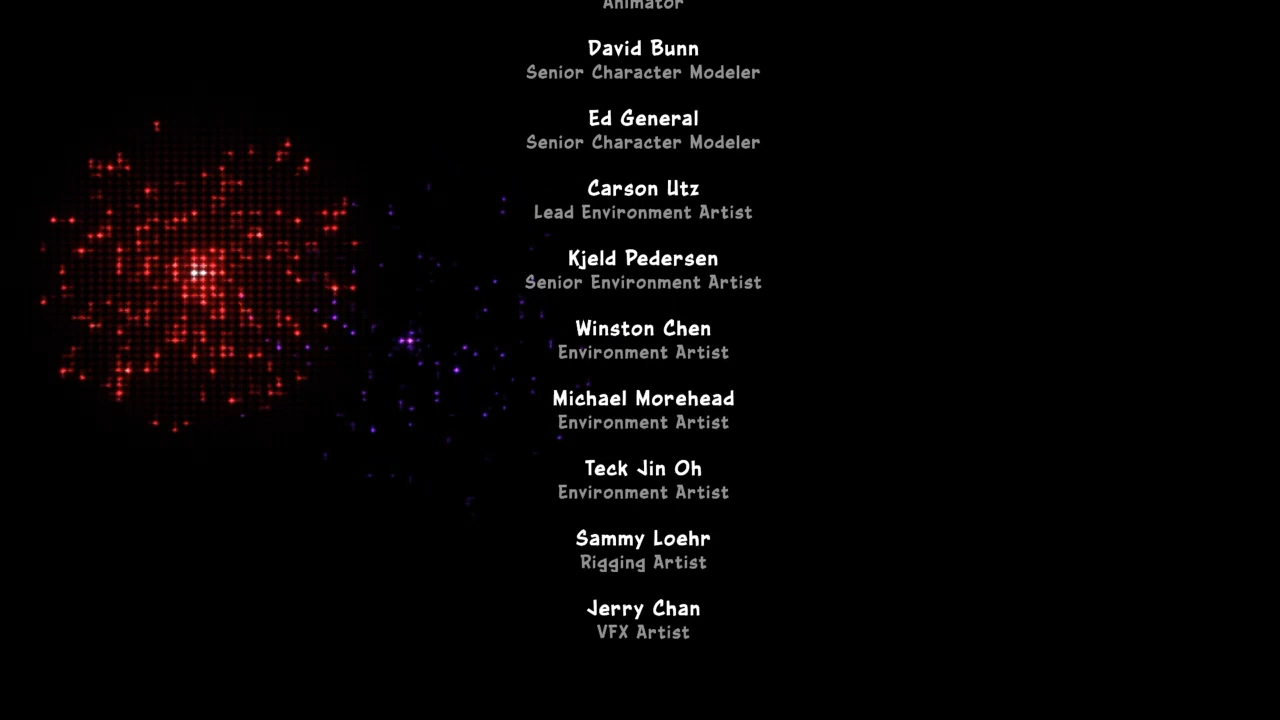 Animator
David Bunn
Senior Character Modeler
Ed General
Senior Character Modeler
Carson Utz
Lead Environment Artist
Kjeld Pedersen
Senior Environment Artist
Winston Chen
Environment Artist
Michael Morehead
Environment Artist
Teck Jin Oh
Environment Artist
Sammy Loehr
Rigging Artist
Jerry Chan
VFX Artist